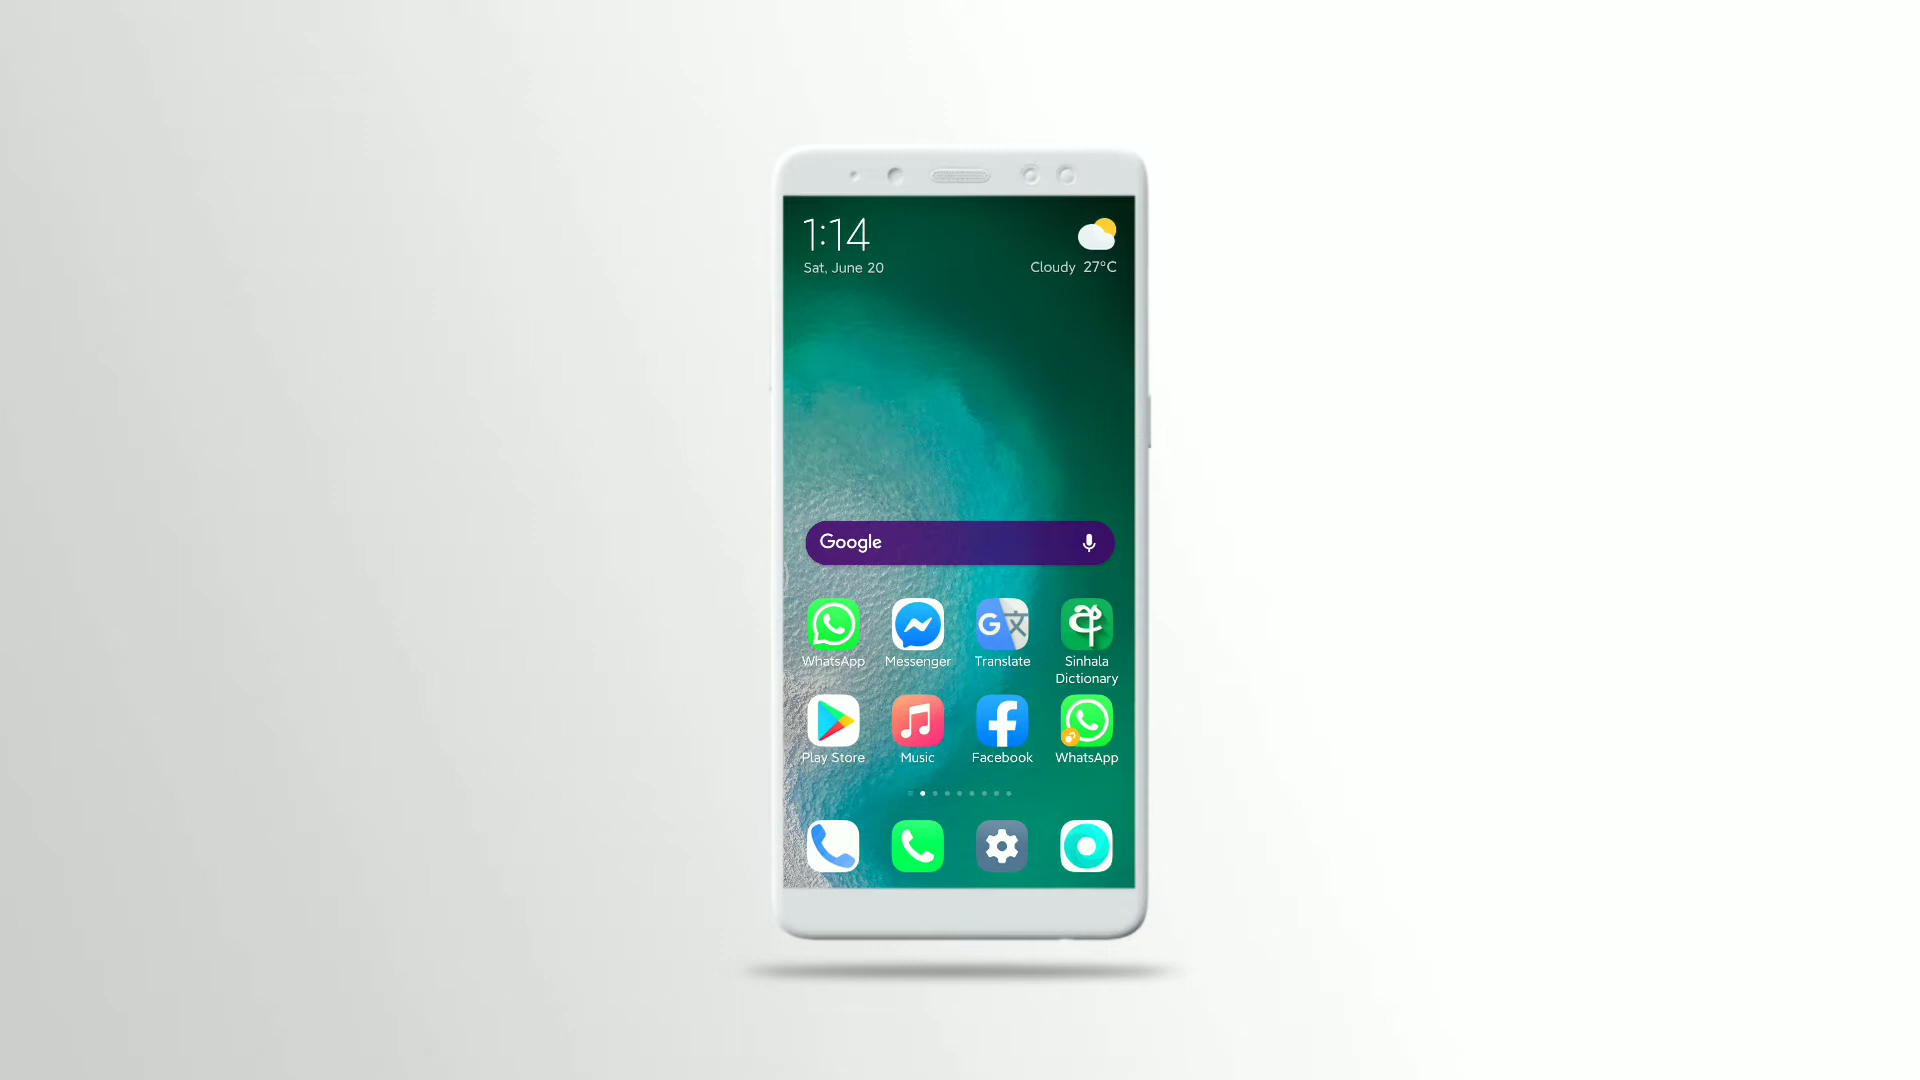 1:14
Sat, June 20
Cloudy 27°C
Google
WhatsApp
Messenger
Translate
Sinhala
Dictionary
Play Store
Music
Facebook
WhatsApp